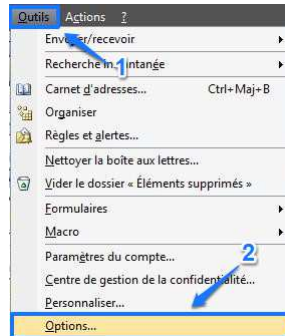 Outils Actions ?
Envoyer/recevoir
1
Recherche instantanée
Carnet d'adresses... Ctrl+Maj+B
Organiser
Règles et alertes...
Nettoyer la boîte aux lettres...
Vider le dossier « Éléments supprimés »
Formulaires
Macro
Paramètres du compte...
2
Centre de gestion de la confidentialité...
Personnaliser...
Options...